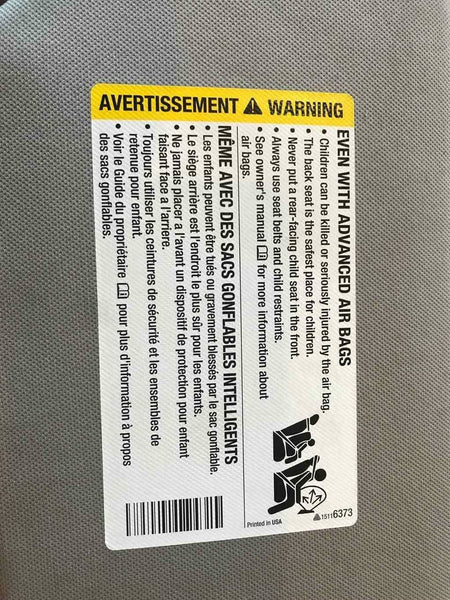 AVERTISSEMENT ⚠ WARNING
EVEN WITH ADVANCED AIR BAGS
• Children can be killed or seriously injured by the air bag.
• The back seat is the safest place for children.
• Never put a rear-facing child seat in the front.
• Always use seat belts and child restraints.
• See owner's manual for more information about
air bags.
MÊME AVEC DES SACS GONFLABLES INTELLIGENTS
• Les enfants peuvent être tués ou gravement blessés par le sac gonflable.
• Le siège arrière est l'endroit le plus sûr pour les enfants.
• Ne jamais placer a l'avant un dispositif de protection pour enfant
faisant face a l'arriere.
• Toujours utiliser les ceintures de sécurité et les ensembles de
retenue pour enfant.
• Voir le Guide du propriétaire pour plus d'information à propos
des sacs gonflables.
15116373
Printed in USA